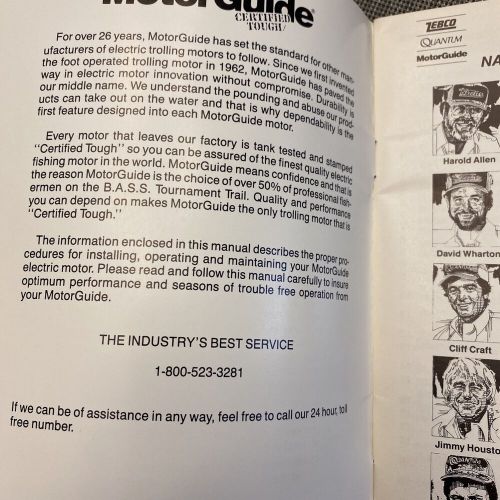 MotorGuide®
CERTIFIED
TOUGH!
For over 26 years, MotorGuide has set the standard for other man-
ufacturers of electric trolling motors to follow. Since we first invented
the foot operated trolling motor in 1962, MotorGuide has paved the
way in electric motor innovation without compromise. Durability is
our middle name. We understand the pounding and abuse our prod-
ucts can take out on the water and that is why dependability is the
first feature designed into each MotorGuide motor.
Every motor that leaves our factory is tank tested and stamped
"Certified Tough" so you can be assured of the finest quality electric
fishing motor in the world. MotorGuide means confidence and that is
the reason MotorGuide is the choice of over 50% of professional fish-
ermen on the B.A.S.S. Tournament Trail. Quality and performance
you can depend on makes MotorGuide the only trolling motor that is
"Certified Tough."
The information enclosed in this manual describes the proper pro-
cedures for installing, operating and maintaining your MotorGuide
electric motor. Please read and follow this manual carefully to insure
optimum performance and seasons of trouble free operation from
your MotorGuide.
THE INDUSTRY'S BEST SERVICE
1-800-523-3281
If we can be of assistance in any way, feel free to call our 24 hour, toll
free number.
ZEBCO
QUANTUM
MotorGuide
NA
Harold Allen
David Wharton
Cliff Craft
Jimmy Housto
QUANTUM